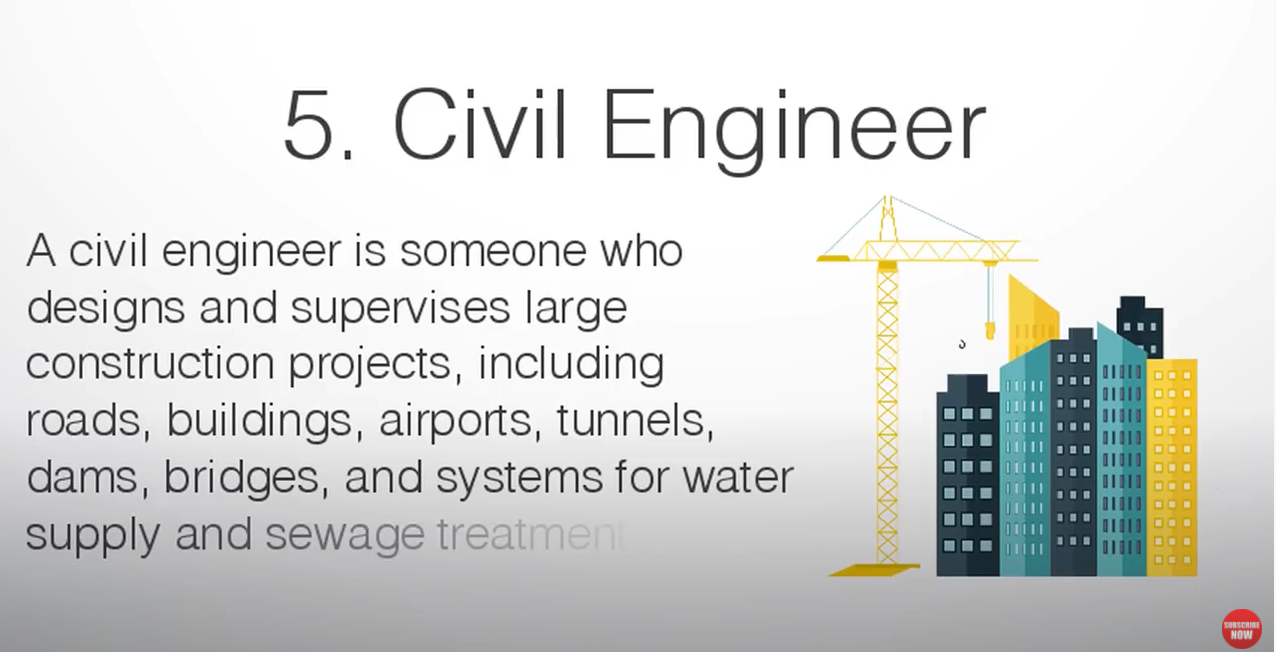 5. Civil Engineer
A civil engineer is someone who
designs and supervises large
construction projects, including
roads, buildings, airports, tunnels,
dams, bridges, and systems for water
supply and sewage treatment
SUBSCRIBE
NOW